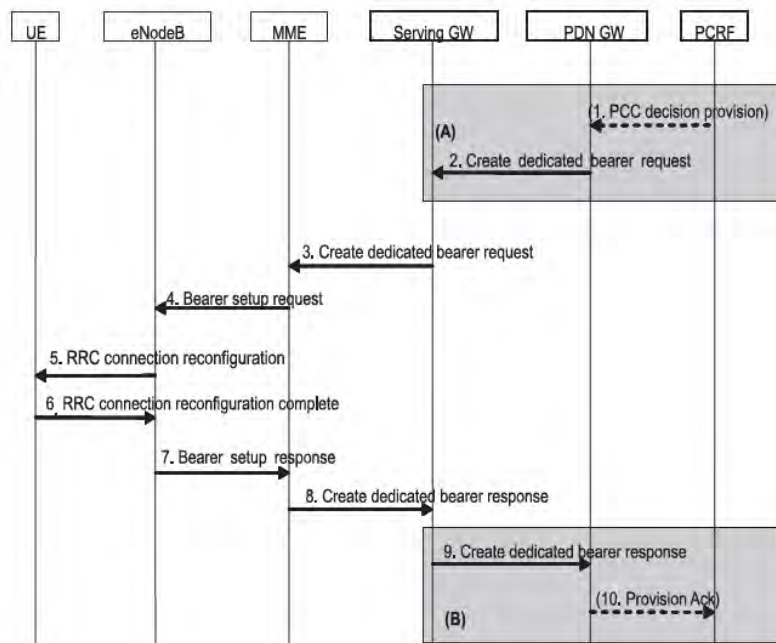 UE eNodeB MME Serving GW PDN GW PCRF
(1. PCC decision provision)
(A)
2. Create dedicated bearer request
3. Create dedicated bearer request
4. Bearer setup request
5. RRC connection reconfiguration
6. RRC connection reconfiguration complete
7. Bearer setup response
8. Create dedicated bearer response
9. Create dedicated bearer response
(10. Provision Ack)
(B)